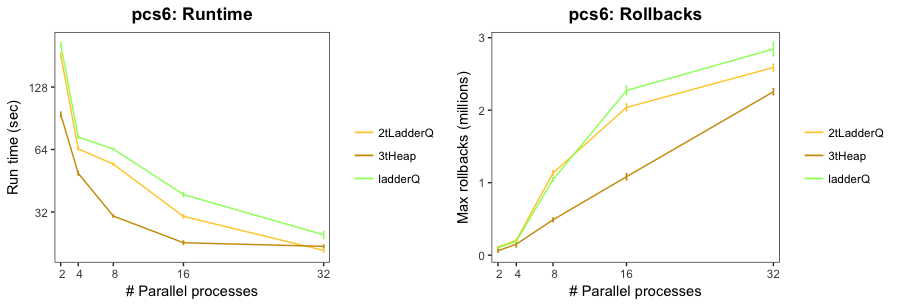 pcs6: Runtime
Run time (sec)
128
64
32
2 4 8 16 32
# Parallel processes
2tLadderQ
3tHeap
ladderQ
pcs6: Rollbacks
Max rollbacks (millions)
3
2
1
0
2 4 8 16 32
# Parallel processes
2tLadderQ
3tHeap
ladderQ